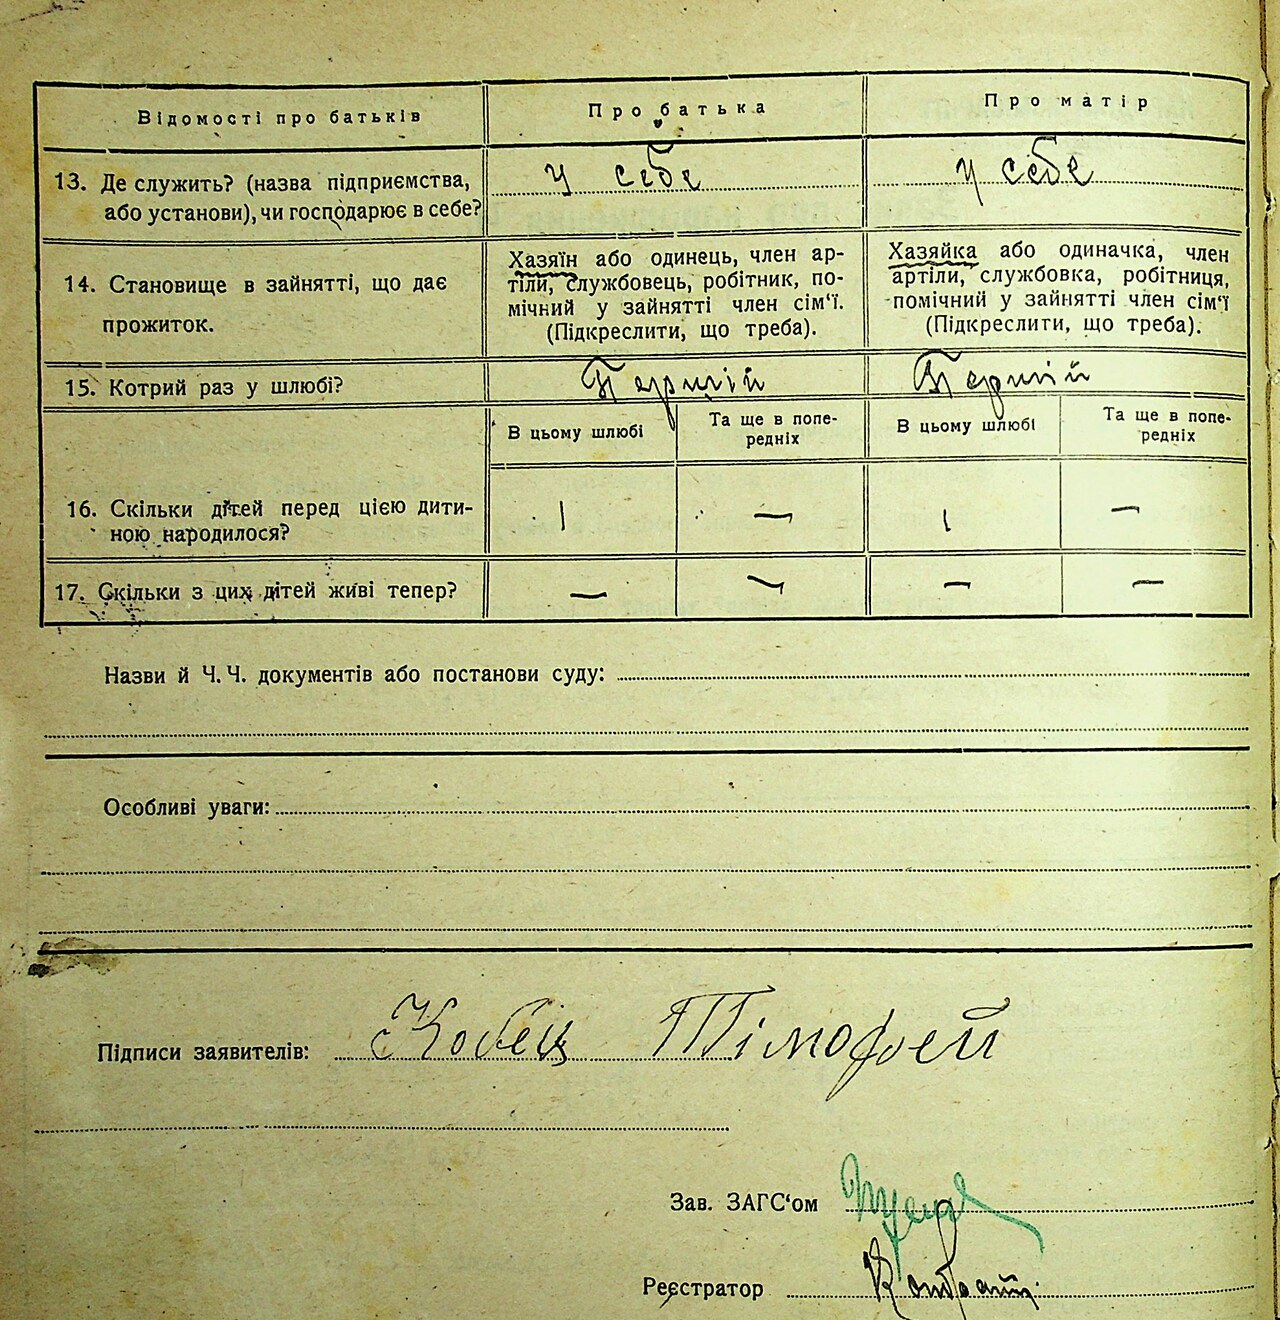 Відомості про батьків
Про батька
Про матір
13. Де служить? (назва підприємства,
або установи), чи господарює в себе?
у себе
у себе
14. Становище в зайнятті, що дає
прожиток.
Хазяїн або одинець, член ар-
тіли, службовець, робітник, по-
мічний у зайнятті член сім'ї.
(Підкреслити, що треба).
Хазяйка або одиначка, член
артіли, службовка, робітниця,
помічний у зайнятті член сім'ї
(Підкреслити, що треба).
15. Котрий раз у шлюбі?
Перший
Перший
В цьому шлюбі
Та ще в попе-
редніх
В цьому шлюбі
Та ще в попе-
редніх
16. Скільки дітей перед цією дити-
ною народилося?
1
—
1
—
17. Скільки з цих дітей живі тепер?
—
—
—
—
Назви й Ч. Ч. документів або постанови суду:
Особливі уваги:
Підписи заявителів: Кобец Тімофей
Зав. ЗАГС'ом
Реєстратор